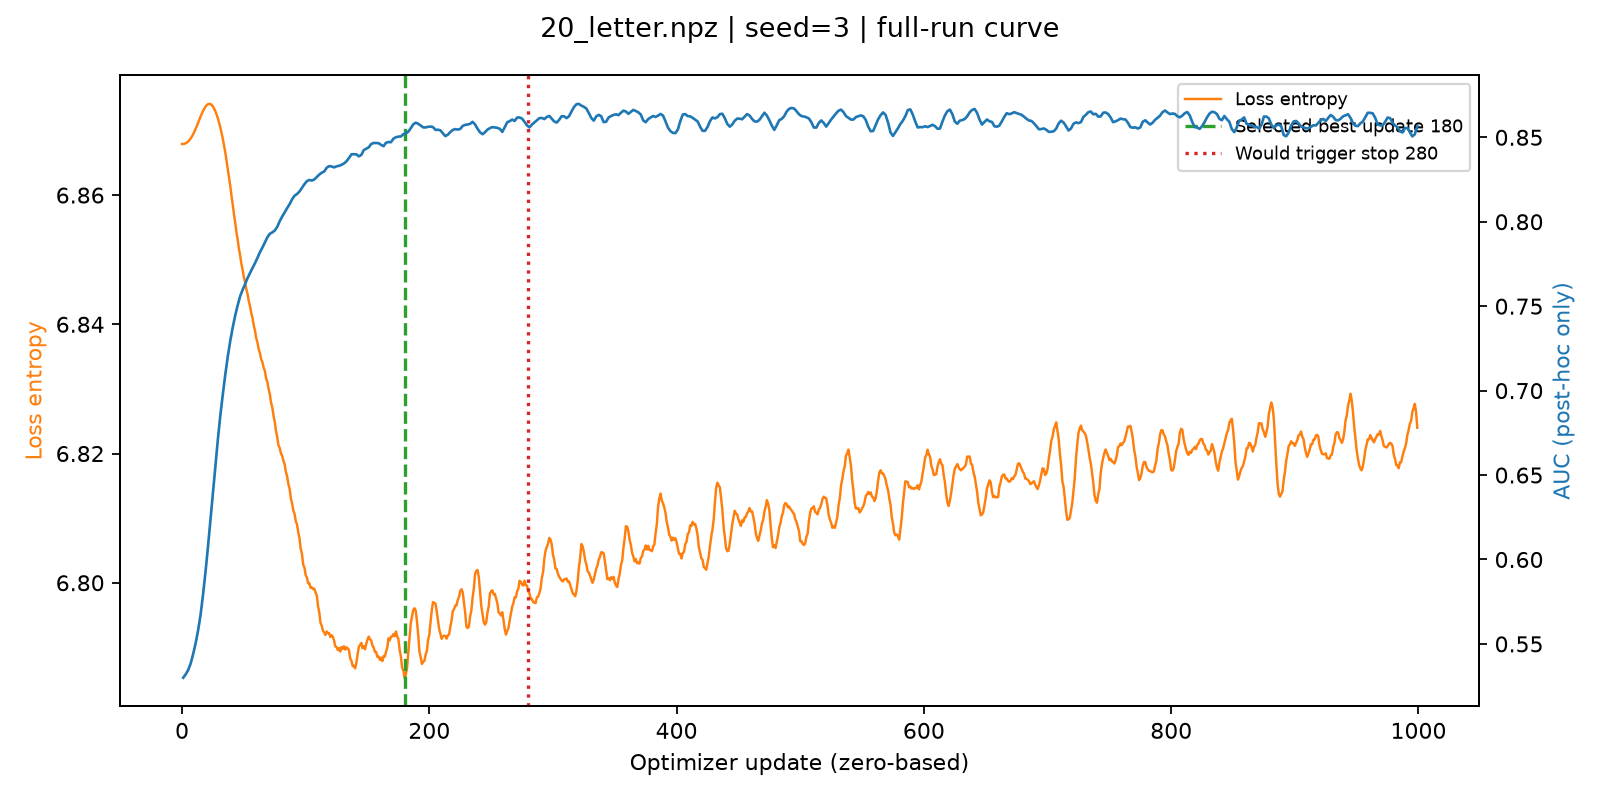 20_letter.npz | seed=3 | full-run curve
Loss entropy
Selected best update 180
Would trigger stop 280
6.86
6.84
6.82
6.80
Loss entropy
0.85
0.80
0.75
0.70
0.65
0.60
0.55
AUC (post-hoc only)
0 200 400 600 800 1000
Optimizer update (zero-based)